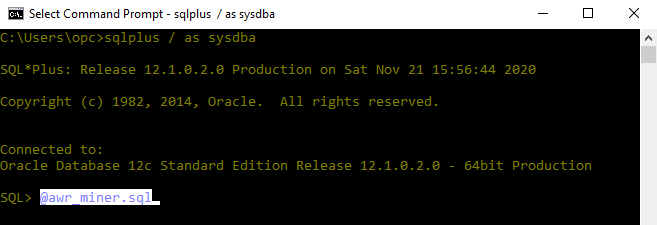 Select Command Prompt - sqlplus  / as sysdba
C:\Users\opc>sqlplus / as sysdba
SQL*Plus: Release 12.1.0.2.0 Production on Sat Nov 21 15:56:44 2020
Copyright (c) 1982, 2014, Oracle.  All rights reserved.
Connected to:
Oracle Database 12c Standard Edition Release 12.1.0.2.0 - 64bit Production
SQL> @awr_miner.sql